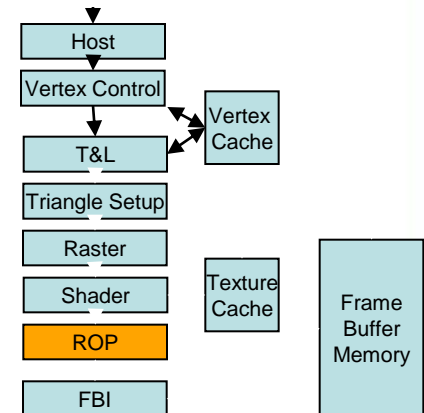 Host
Vertex Control
Vertex
Cache
T&L
Triangle Setup
Raster
Shader
Texture
Cache
ROP
FBI
Frame
Buffer
Memory